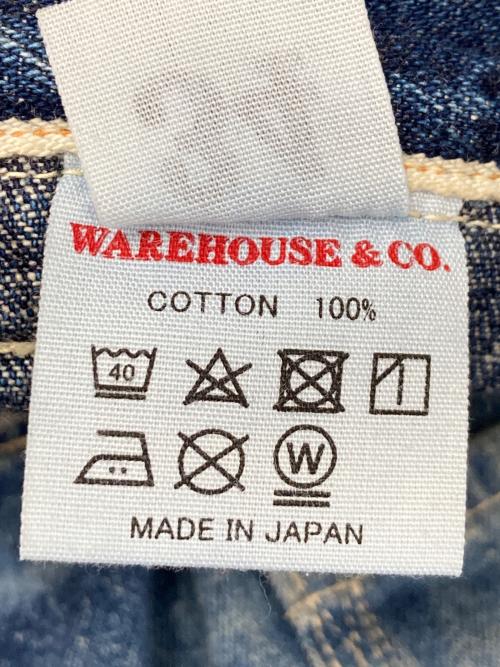 WAREHOUSE & CO.
COTTON 100%
40
W
MADE IN JAPAN